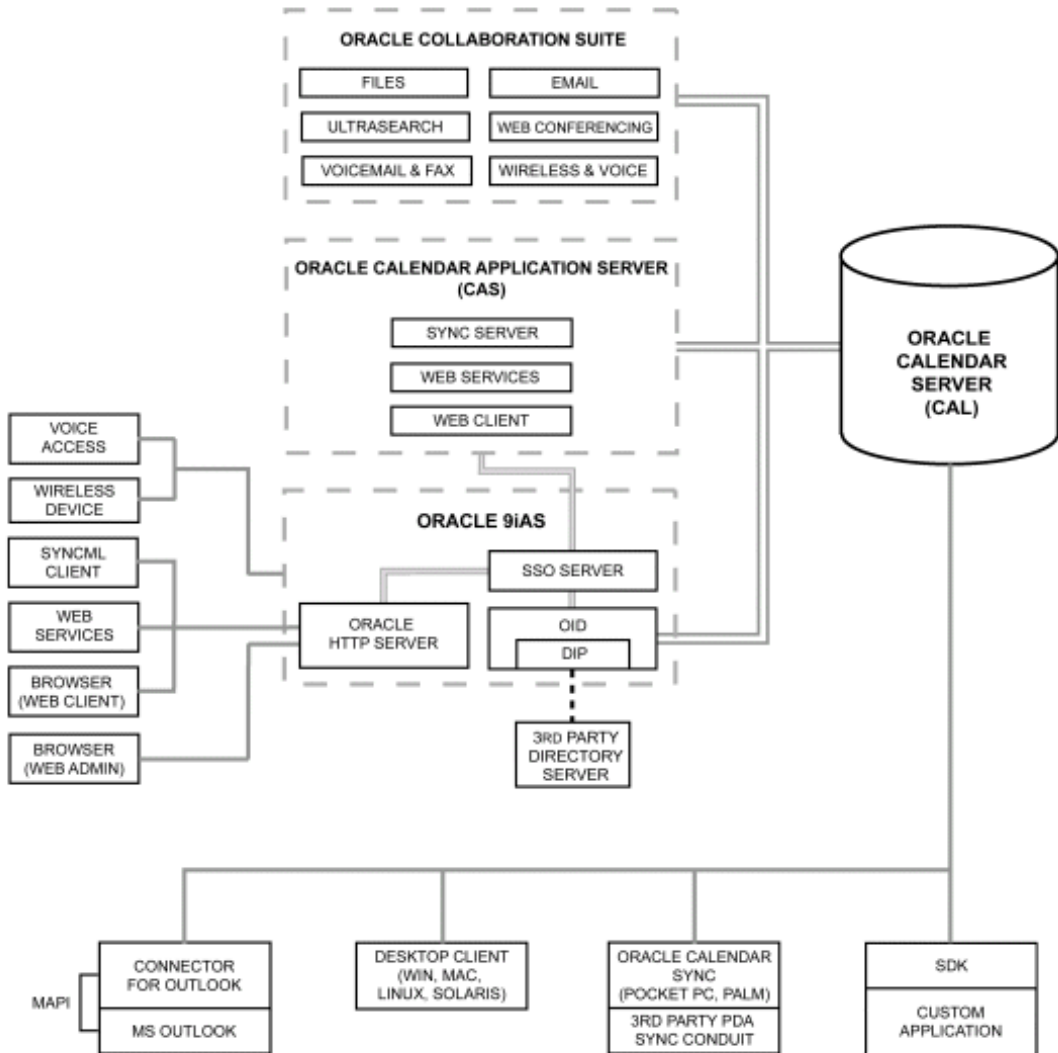 ORACLE COLLABORATION SUITE
FILES
EMAIL
ULTRASEARCH
WEB CONFERENCING
VOICEMAIL & FAX
WIRELESS & VOICE
ORACLE CALENDAR APPLICATION SERVER
(CAS)
SYNC SERVER
WEB SERVICES
WEB CLIENT
ORACLE
CALENDAR
SERVER
(CAL)
VOICE
ACCESS
WIRELESS
DEVICE
SYNCML
CLIENT
WEB
SERVICES
BROWSER
(WEB CLIENT)
BROWSER
(WEB ADMIN)
ORACLE 9iAS
SSO SERVER
ORACLE
HTTP SERVER
OID
DIP
3RD PARTY
DIRECTORY
SERVER
MAPI
CONNECTOR
FOR OUTLOOK
MS OUTLOOK
DESKTOP CLIENT
(WIN, MAC,
LINUX, SOLARIS)
ORACLE CALENDAR
SYNC
(POCKET PC, PALM)
3RD PARTY PDA
SYNC CONDUIT
SDK
CUSTOM
APPLICATION